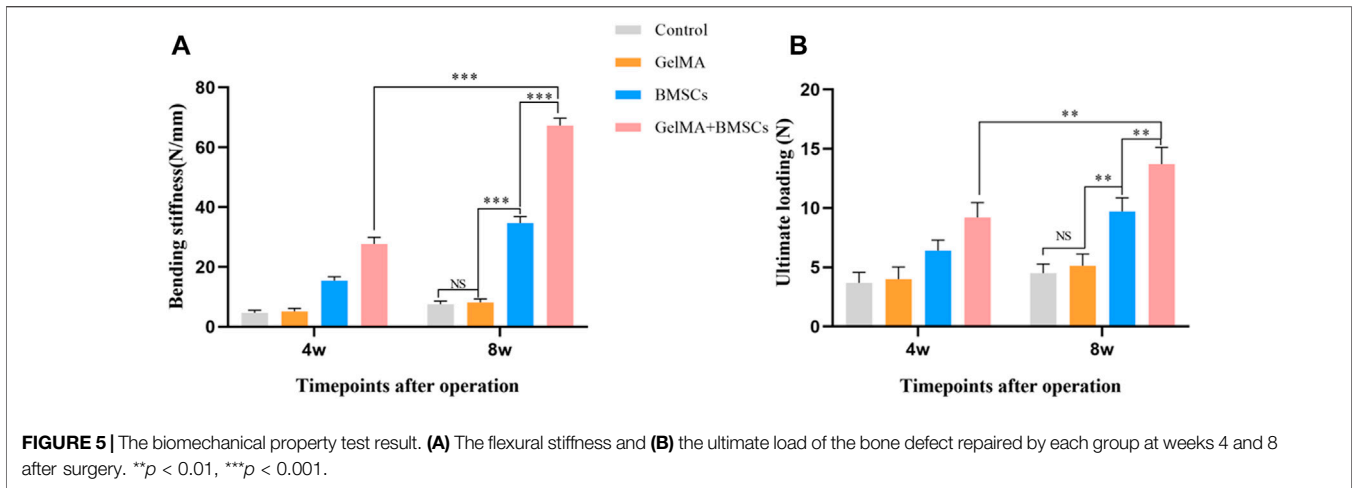 A
B
Control
GelMA
BMSCs
GelMA+BMSCs
Bending stiffness(N/mm)
80
60
40
20
0
***
***
***
NS
4w
8w
Timepoints after operation
Ultimate loading (N)
20
15
10
5
0
**
**
**
NS
4w
8w
Timepoints after operation
FIGURE 5 | The biomechanical property test result. (A) The flexural stiffness and (B) the ultimate load of the bone defect repaired by each group at weeks 4 and 8
after surgery. **p < 0.01, ***p < 0.001.